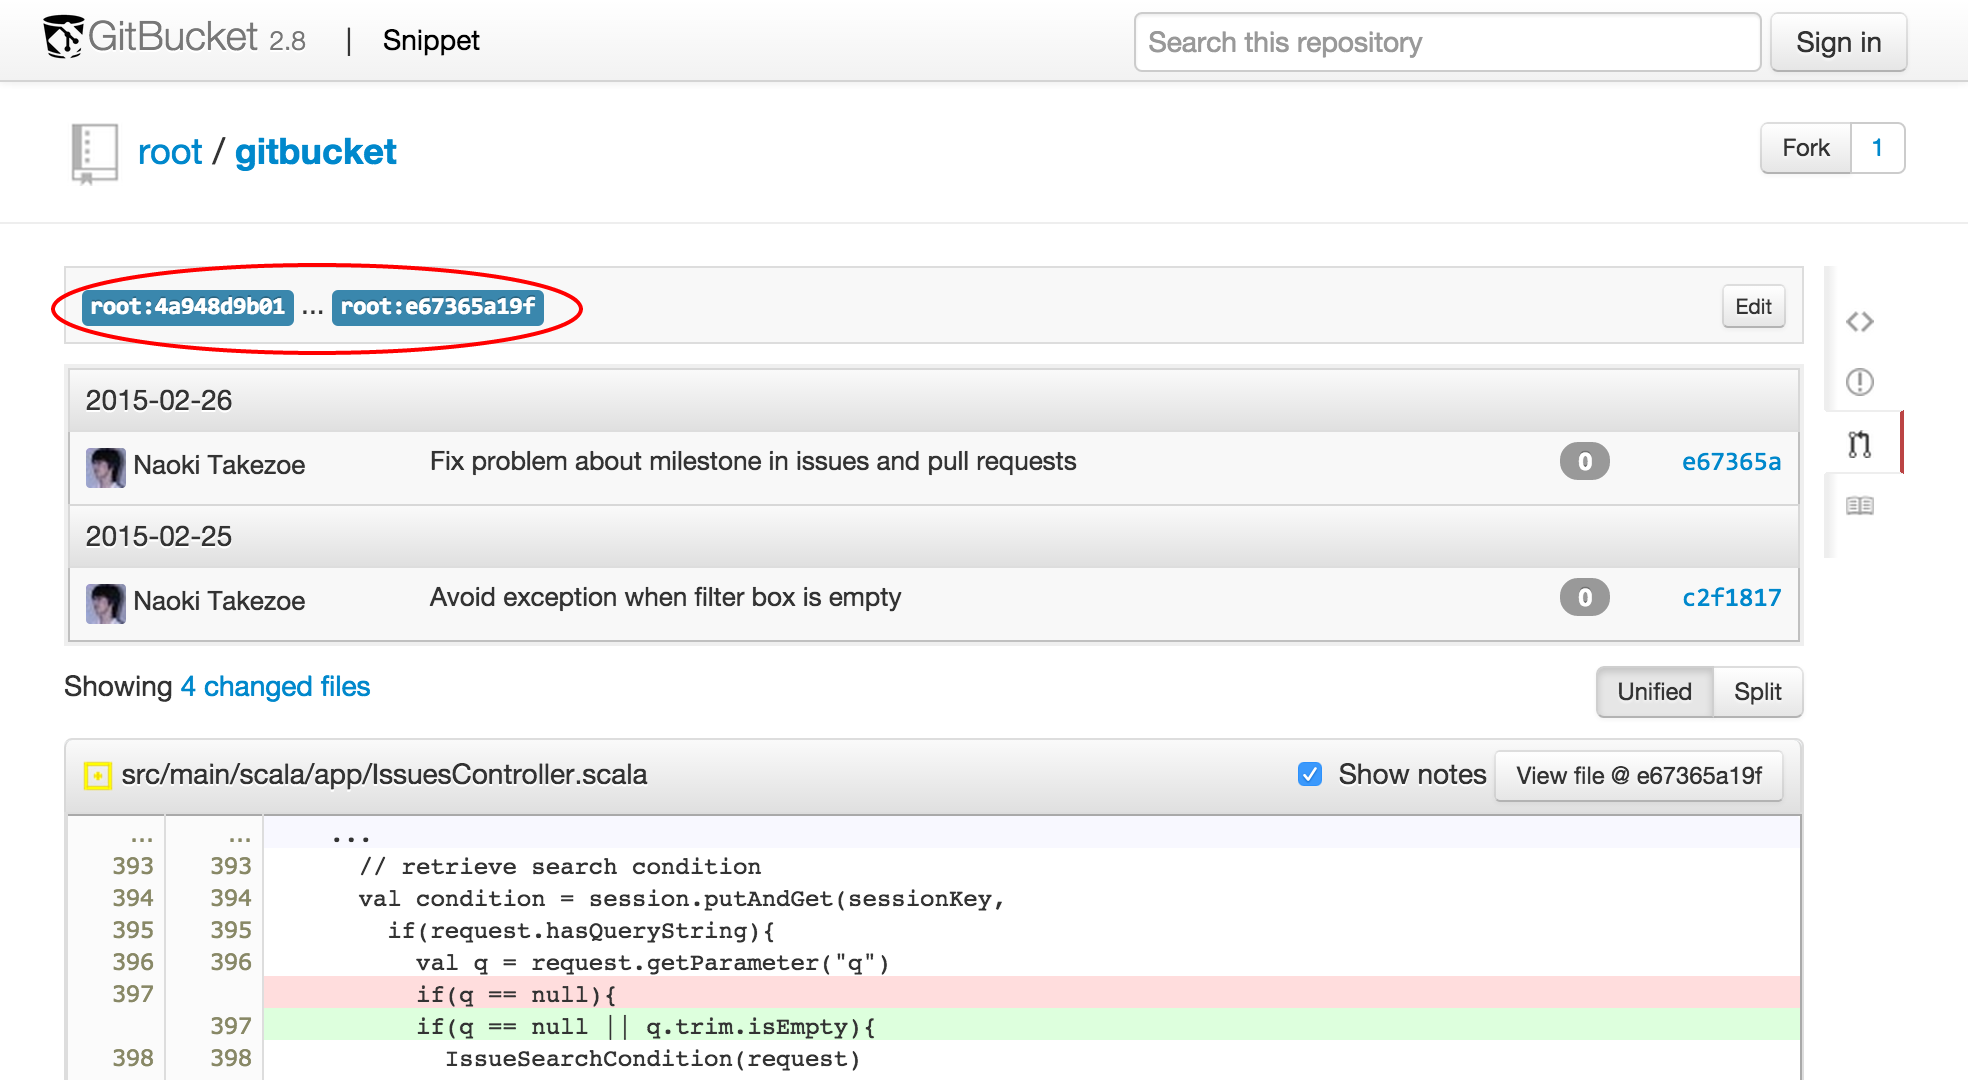 GitBucket 2.8 | Snippet Search this repository Sign in
root / gitbucket Fork 1
root:4a948d9b01 ... root:e67365a19f Edit
2015-02-26
Naoki Takezoe Fix problem about milestone in issues and pull requests 0 e67365a
2015-02-25
Naoki Takezoe Avoid exception when filter box is empty 0 c2f1817
Showing 4 changed files Unified Split
src/main/scala/app/IssuesController.scala Show notes View file @ e67365a19f
... ... ...
393 393 // retrieve search condition
394 394 val condition = session.putAndGet(sessionKey,
395 395 if(request.hasQueryString){
396 396 val q = request.getParameter("q")
397 if(q == null){
397 if(q == null || q.trim.isEmpty){
398 398 IssueSearchCondition(request)